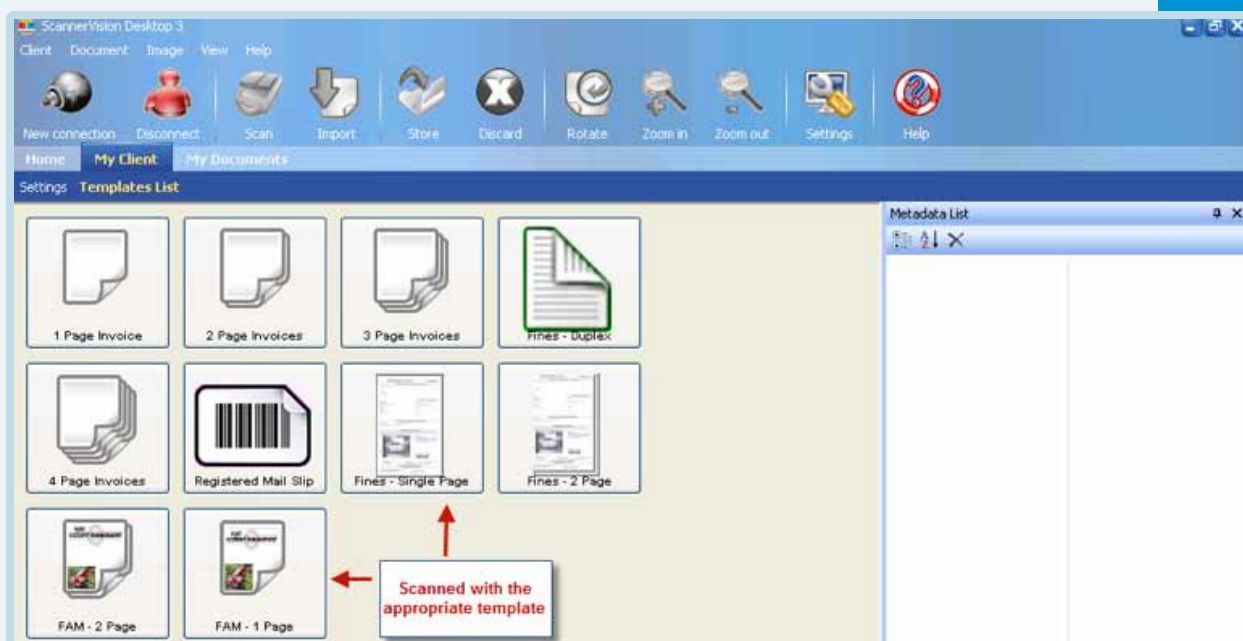 ScannerVision Desktop 3
Client Document Image View Help
New connection Disconnect Scan Import Store Discard Rotate Zoom in Zoom out Settings Help
Home My Client My Documents
Settings Templates List
Metadata List
1 Page Invoice 2 Page Invoices 3 Page Invoices Fines - Duplex
4 Page Invoices Registered Mail Slip Fines - Single Page Fines - 2 Page
Scanned with the
appropriate template
FAM - 2 Page FAM - 1 Page